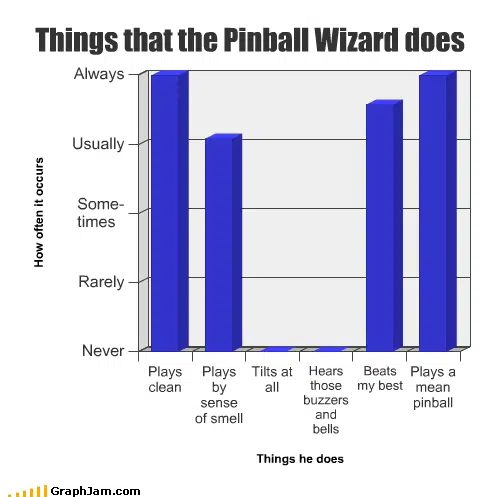 Things that the Pinball Wizard does
Always
Usually
Some-
times
Rarely
Never
How often it occurs
Plays
clean
Plays
by
sense
of smell
Tilts at
all
Hears
those
buzzers
and
bells
Beats
my best
Plays a
mean
pinball
Things he does
GraphJam.com